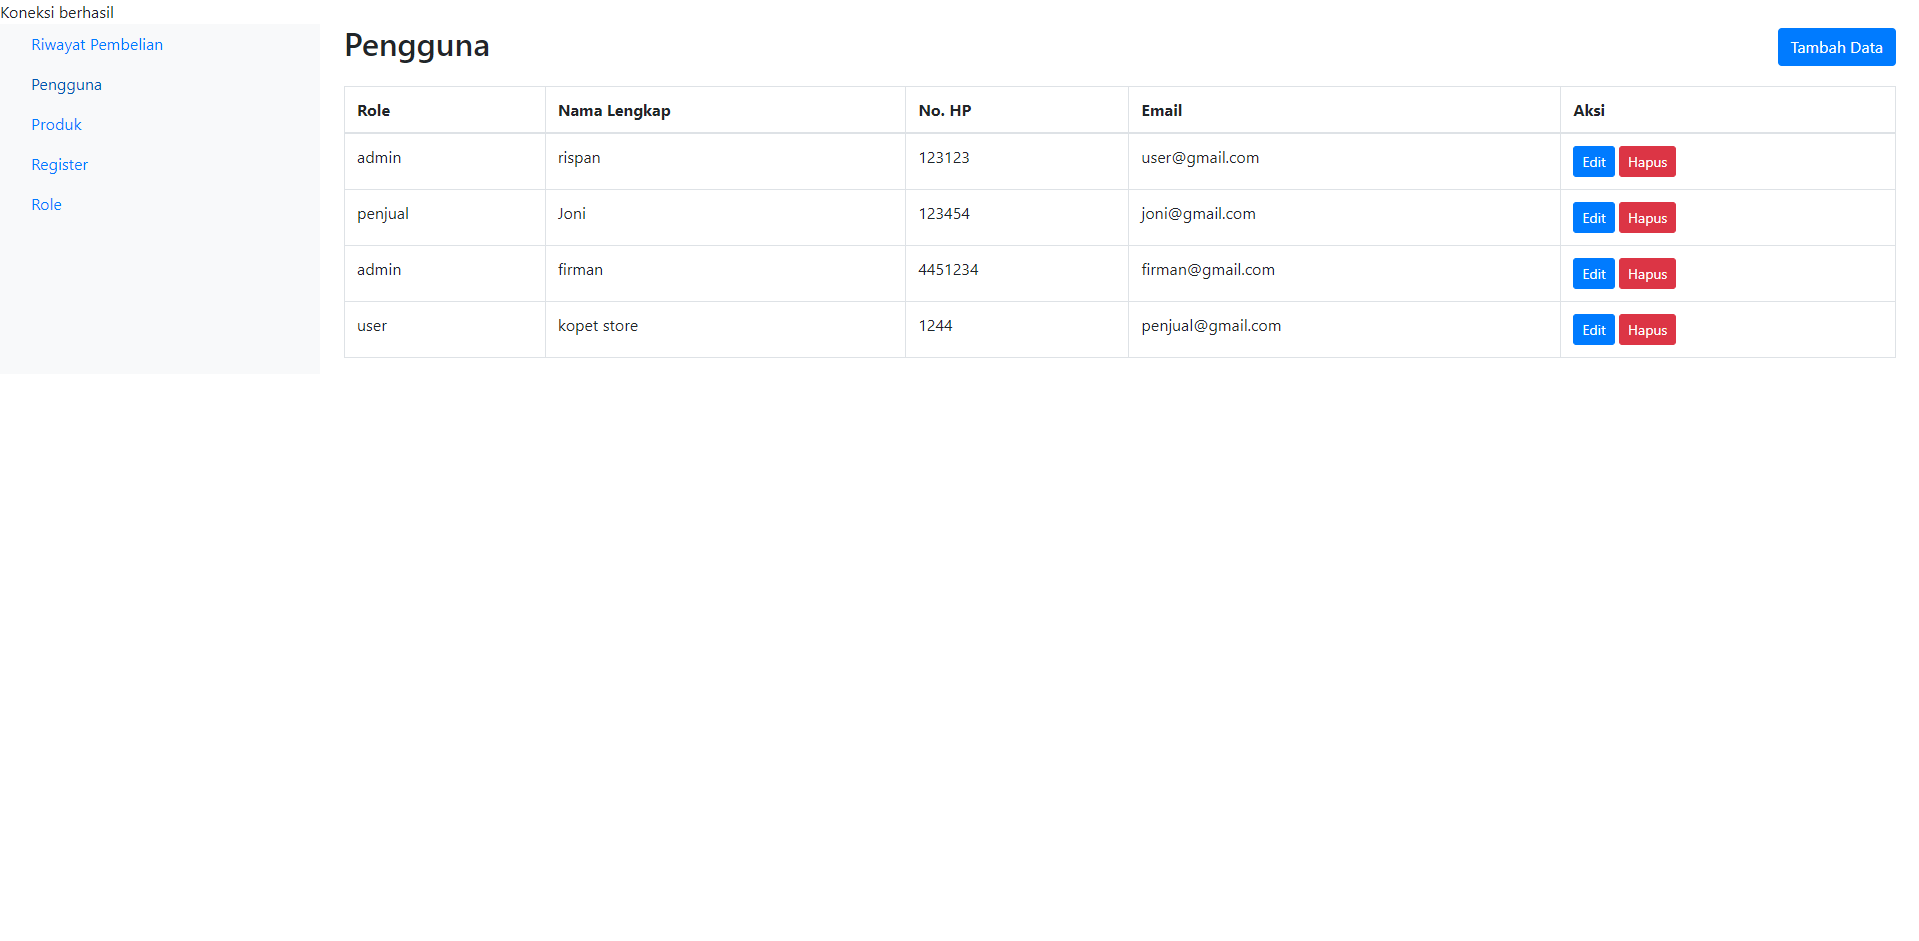 Koneksi berhasil
Riwayat Pembelian
Pengguna
Produk
Register
Role
Pengguna
Tambah Data
Role Nama Lengkap No. HP Email Aksi
admin rispan 123123 user@gmail.com Edit Hapus
penjual Joni 123454 joni@gmail.com Edit Hapus
admin firman 4451234 firman@gmail.com Edit Hapus
user kopet store 1244 penjual@gmail.com Edit Hapus